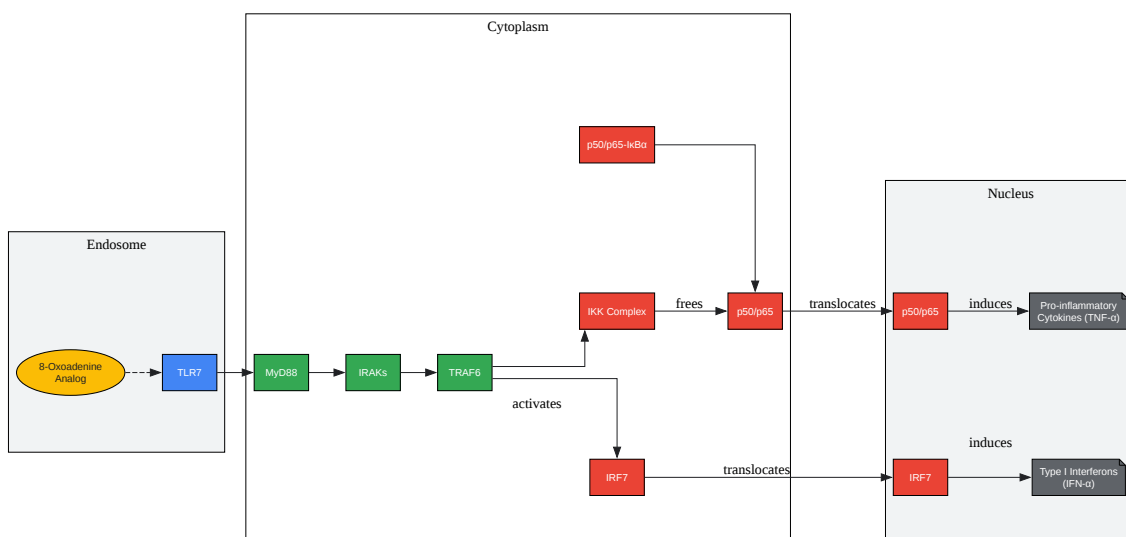 Cytoplasm
p50/p65-IκBα
Nucleus
Endosome
IKK Complex
frees
p50/p65
translocates
p50/p65
induces
Pro-inflammatory
Cytokines (TNF-α)
8-Oxoadenine
Analog
TLR7
MyD88
IRAKs
TRAF6
activates
IRF7
translocates
IRF7
induces
Type I Interferons
(IFN-α)